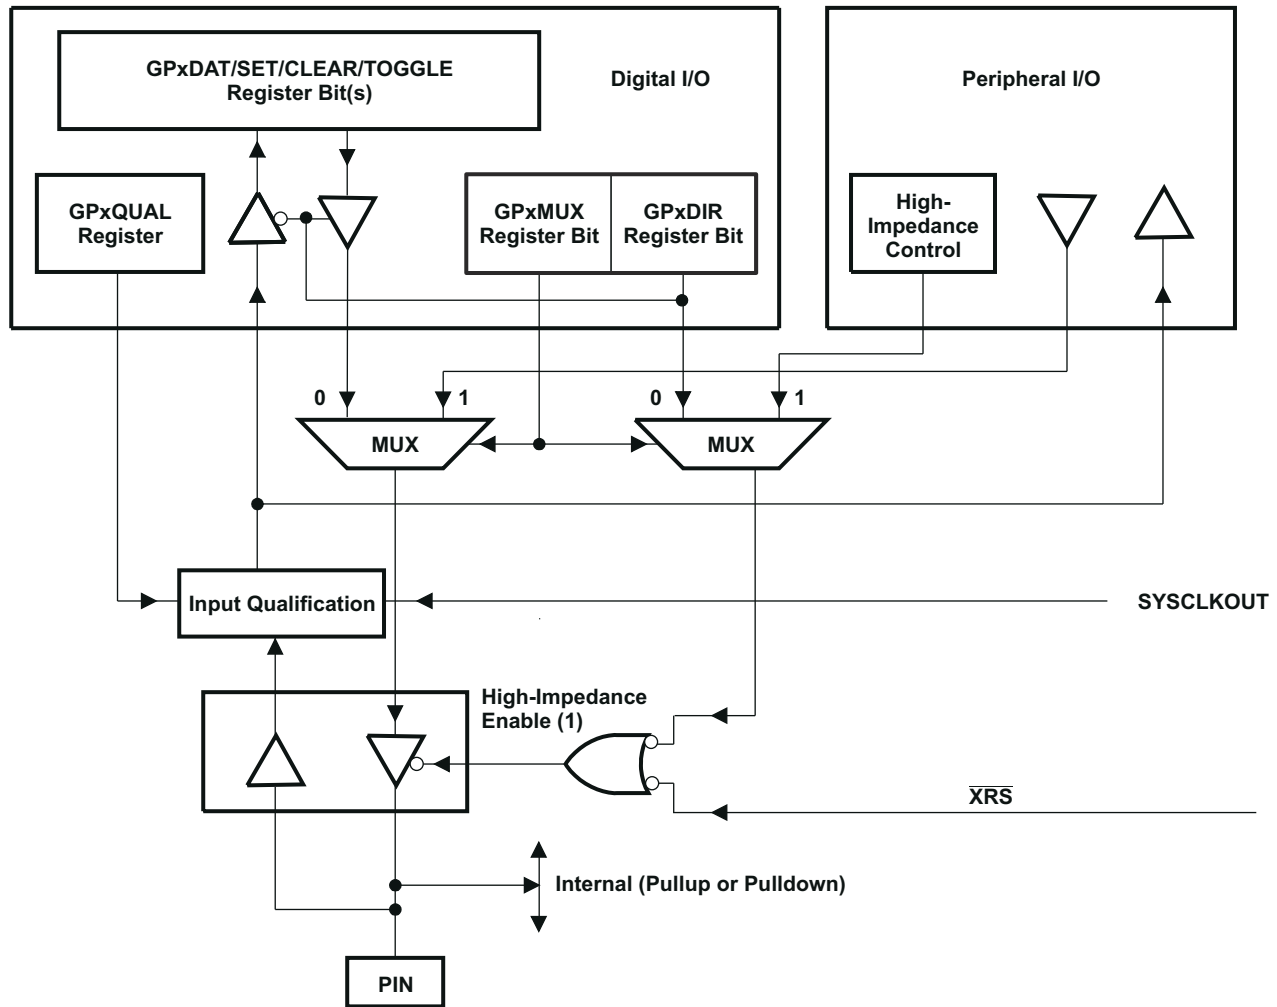 GPxDAT/SET/CLEAR/TOGGLE
Register Bit(s)
Digital I/O
Peripheral I/O
GPxQUAL
Register
GPxMUX
Register Bit
GPxDIR
Register Bit
High-
Impedance
Control
0
1
0
1
MUX
MUX
Input Qualification
SYSCLKOUT
High-Impedance
Enable (1)
XRS
Internal (Pullup or Pulldown)
PIN